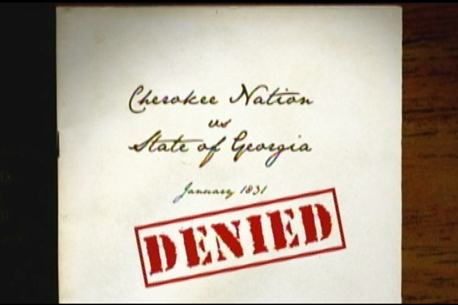 Cherokee Nation
vs
State of Georgia
January 1831
DENIED